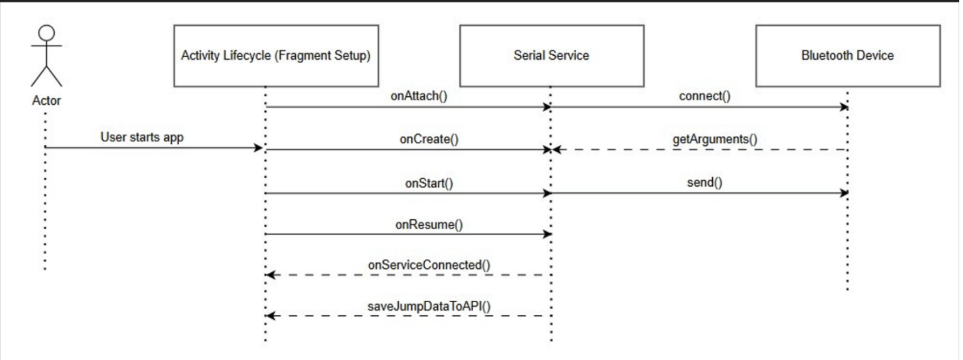 Activity Lifecycle (Fragment Setup)
Serial Service
Bluetooth Device
Actor
onAttach()
connect()
User starts app
onCreate()
getArguments()
onStart()
send()
onResume()
onServiceConnected()
saveJumpDataToAPI()